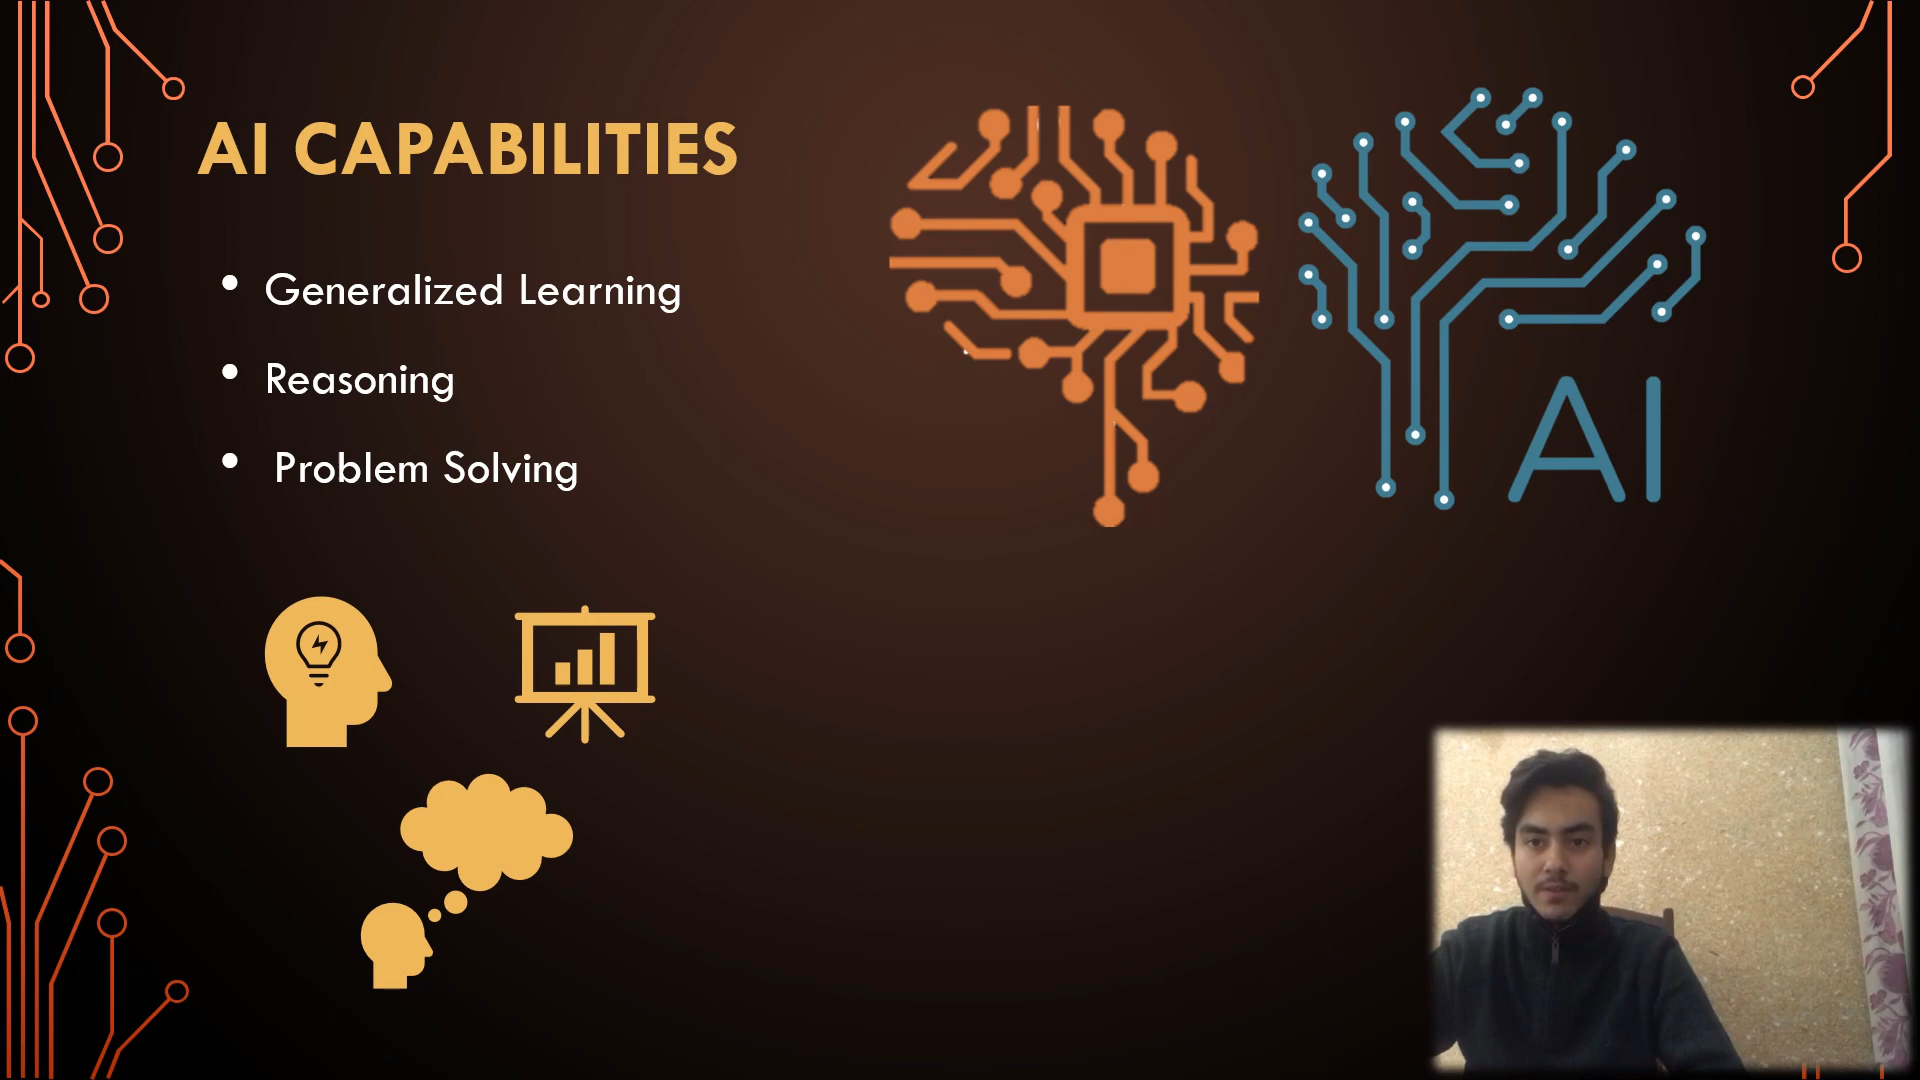 AI CAPABILITIES
• Generalized Learning
• Reasoning
• Problem Solving
AI